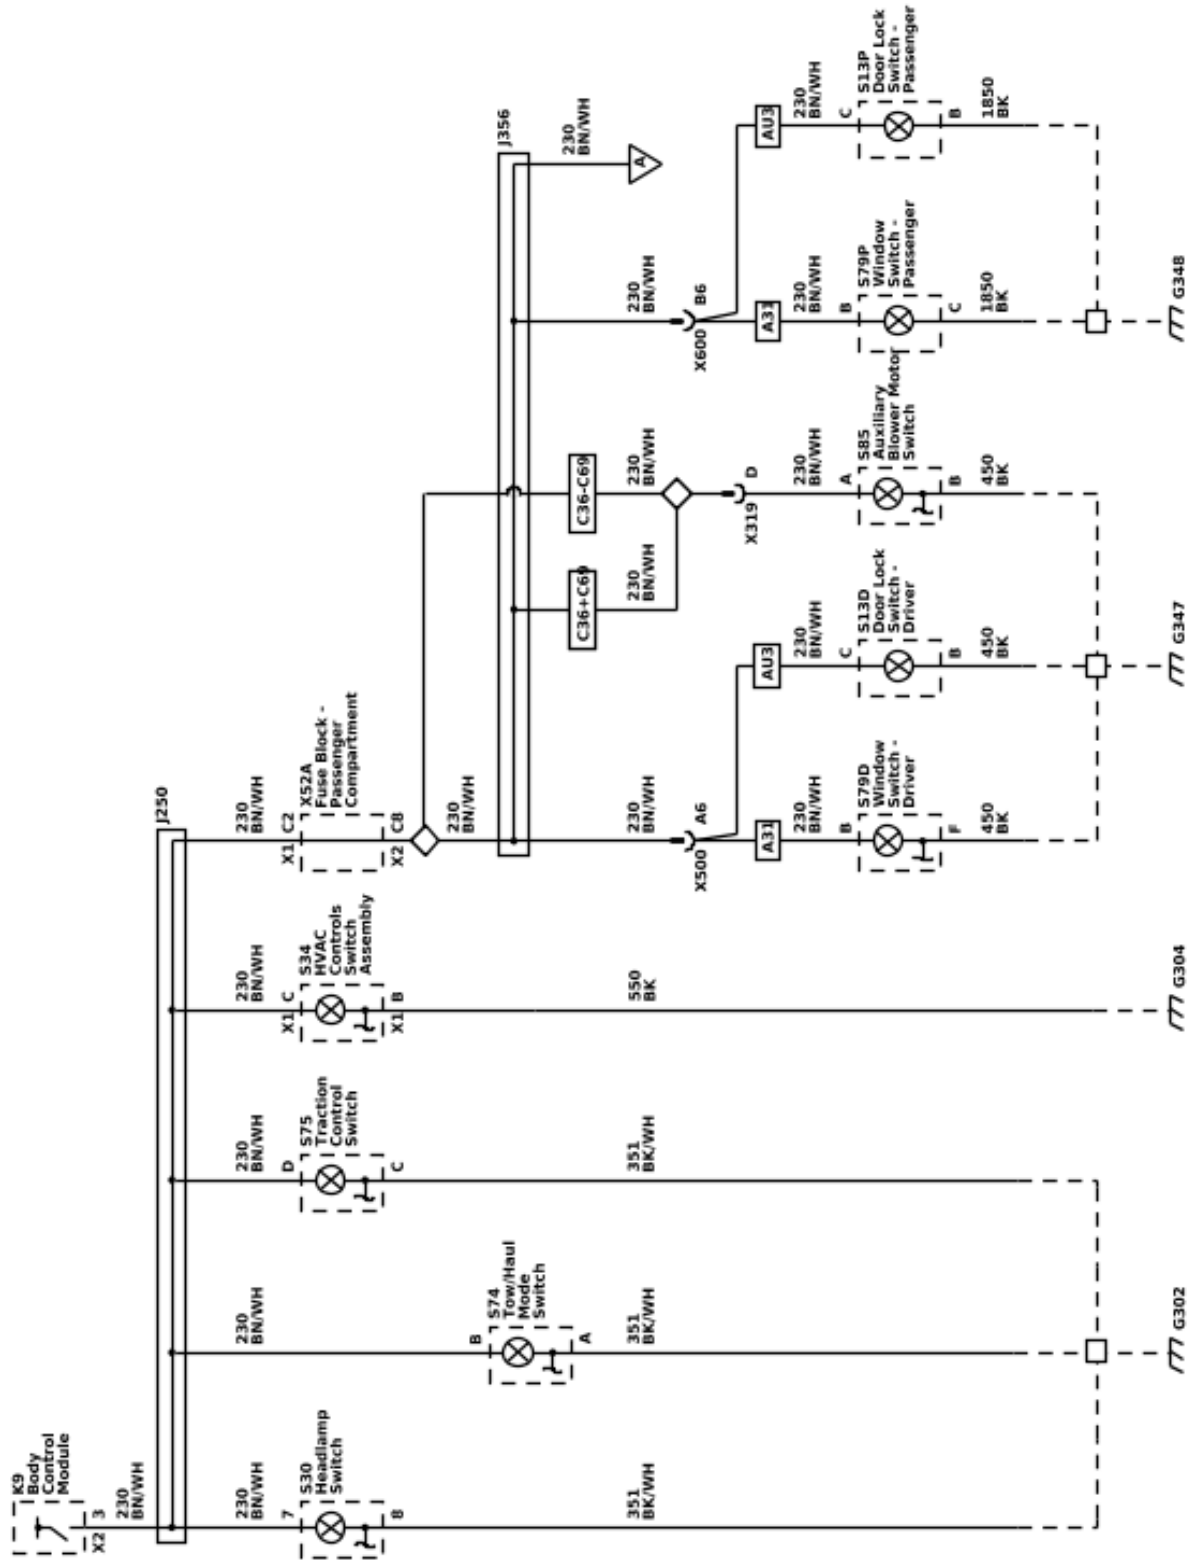 K9
Body
Control
Module
X2 3
230
BN/WH
J250
230
BN/WH
7
S30
Headlamp
Switch
8
351
BK/WH
230
BN/WH
B
S74
Tow/Haul
Mode
Switch
A
351
BK/WH
G302
230
BN/WH
D
S75
Traction
Control
Switch
C
351
BK/WH
230
BN/WH
X1 C
S34
HVAC
Controls
Switch
Assembly
X1 B
550
BK
G304
230
BN/WH
X1 C2
X52A
Fuse Block -
Passenger
Compartment
X2 C8
230
BN/WH
J356
230
BN/WH
X500 A6
A31
230
BN/WH
B
S79D
Window
Switch -
Driver
F
450
BK
AU3
230
BN/WH
C
S13D
Door Lock
Switch -
Driver
B
450
BK
G347
C36+C69
230
BN/WH
C36-C69
230
BN/WH
X319 D
230
BN/WH
A
S85
Auxiliary
Blower Motor
Switch
B
450
BK
230
BN/WH
X600 B6
A31
230
BN/WH
B
S79P
Window
Switch -
Passenger
C
1850
BK
G348
230
BN/WH
A
AU3
230
BN/WH
C
S13P
Door Lock
Switch -
Passenger
B
1850
BK